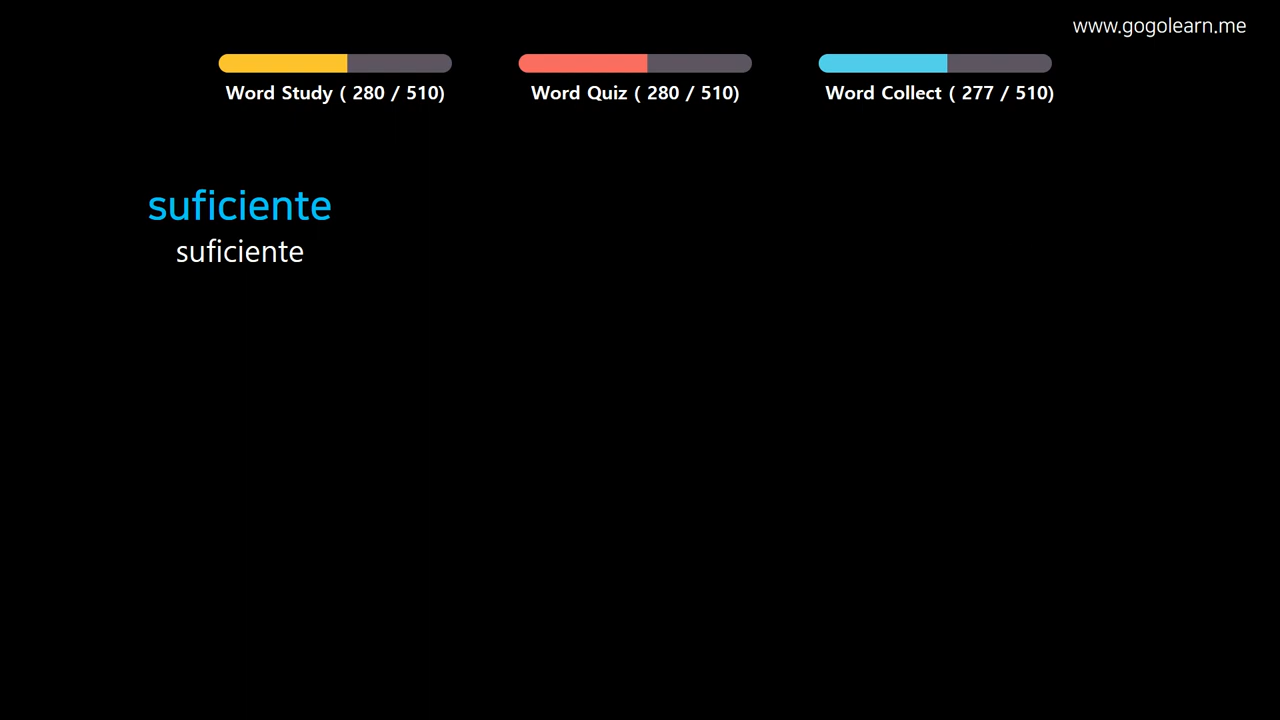 www.gogolearn.me
Word Study ( 280 / 510)
Word Quiz ( 280 / 510)
Word Collect ( 277 / 510)
suficiente
suficiente